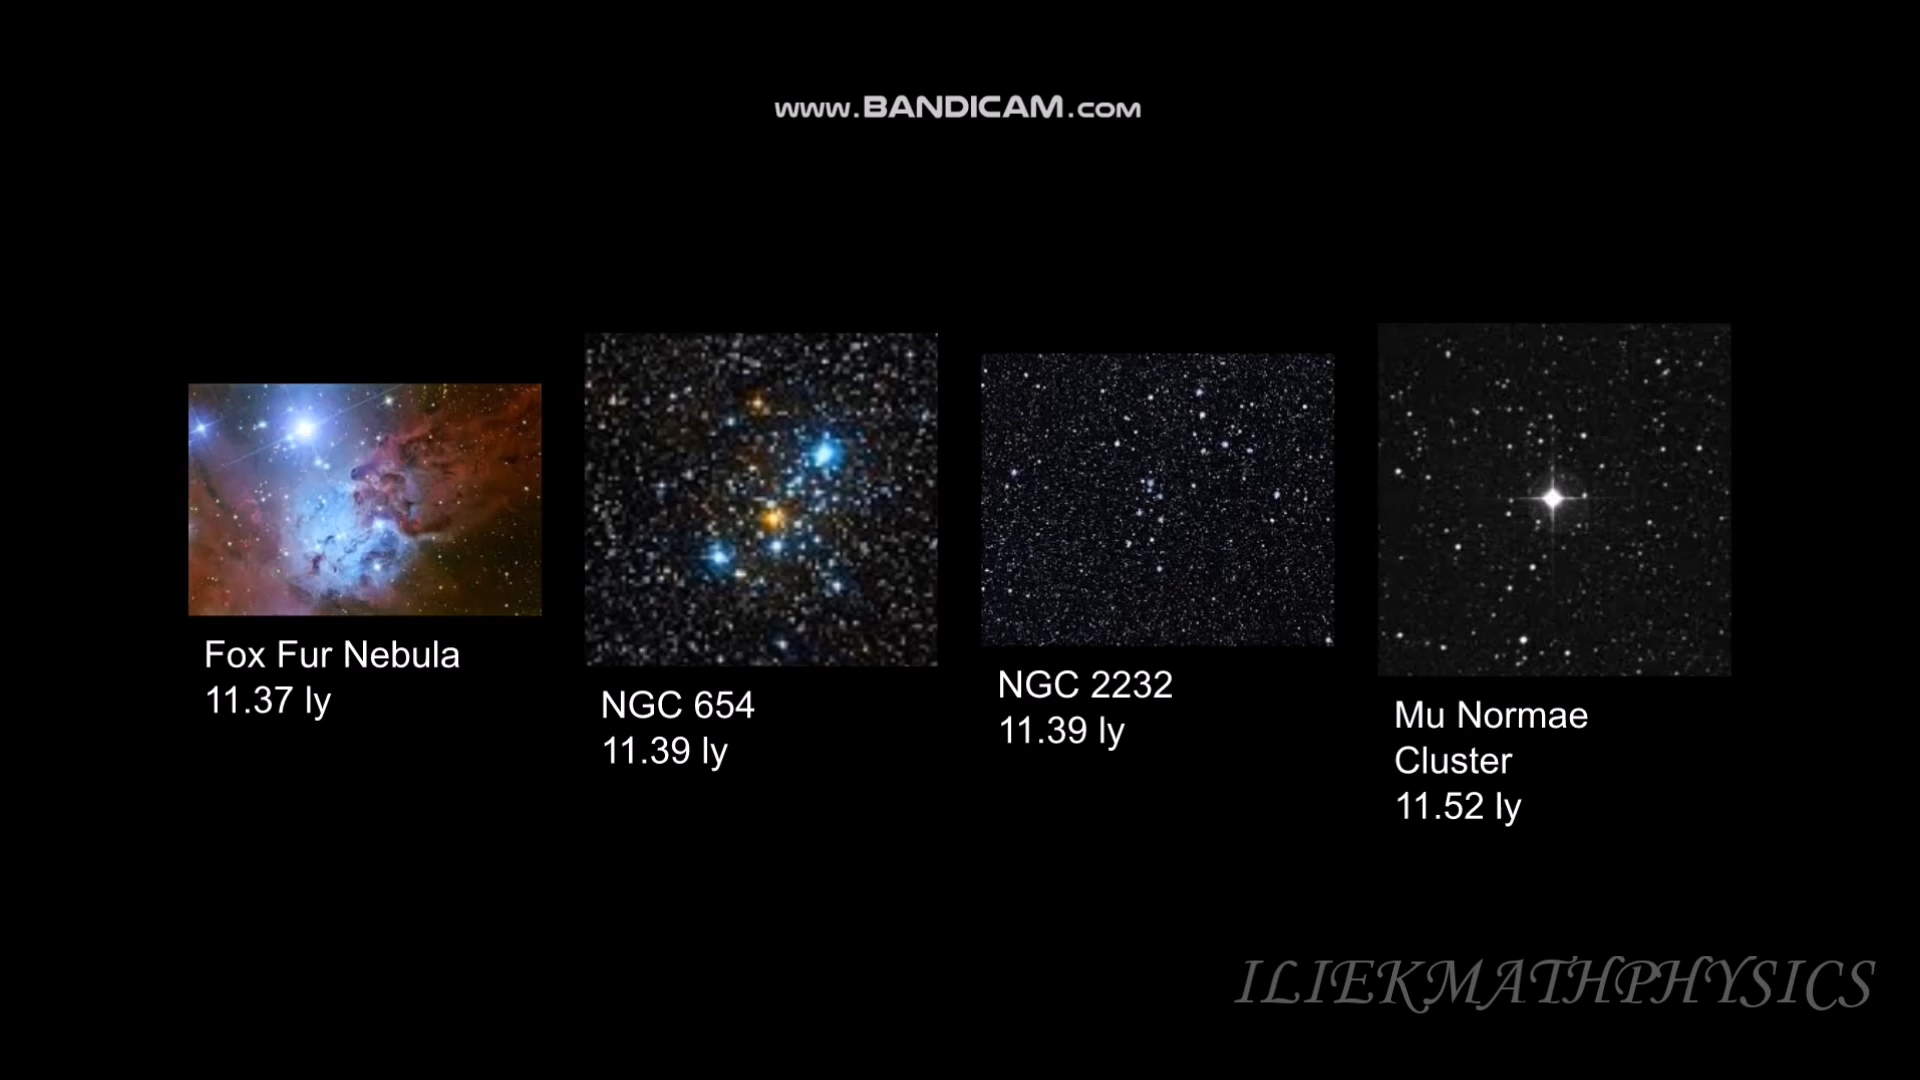 www.BANDICAM.com
Fox Fur Nebula
11.37 ly
NGC 654
11.39 ly
NGC 2232
11.39 ly
Mu Normae
Cluster
11.52 ly
ILIEKMATHPHYSICS